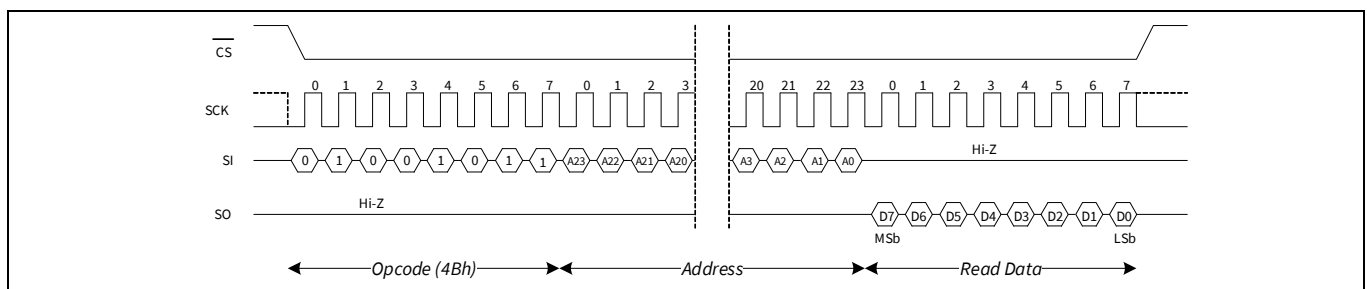 CS
0 1 2 3 4 5 6 7 0 1 2 3 20 21 22 23 0 1 2 3 4 5 6 7
SCK
Hi-Z
SI 0 1 0 0 1 0 1 1 A23 A22 A21 A20 A3 A2 A1 A0
Hi-Z
SO D7 D6 D5 D4 D3 D2 D1 D0
MSb LSb
Opcode (4Bh) Address Read Data